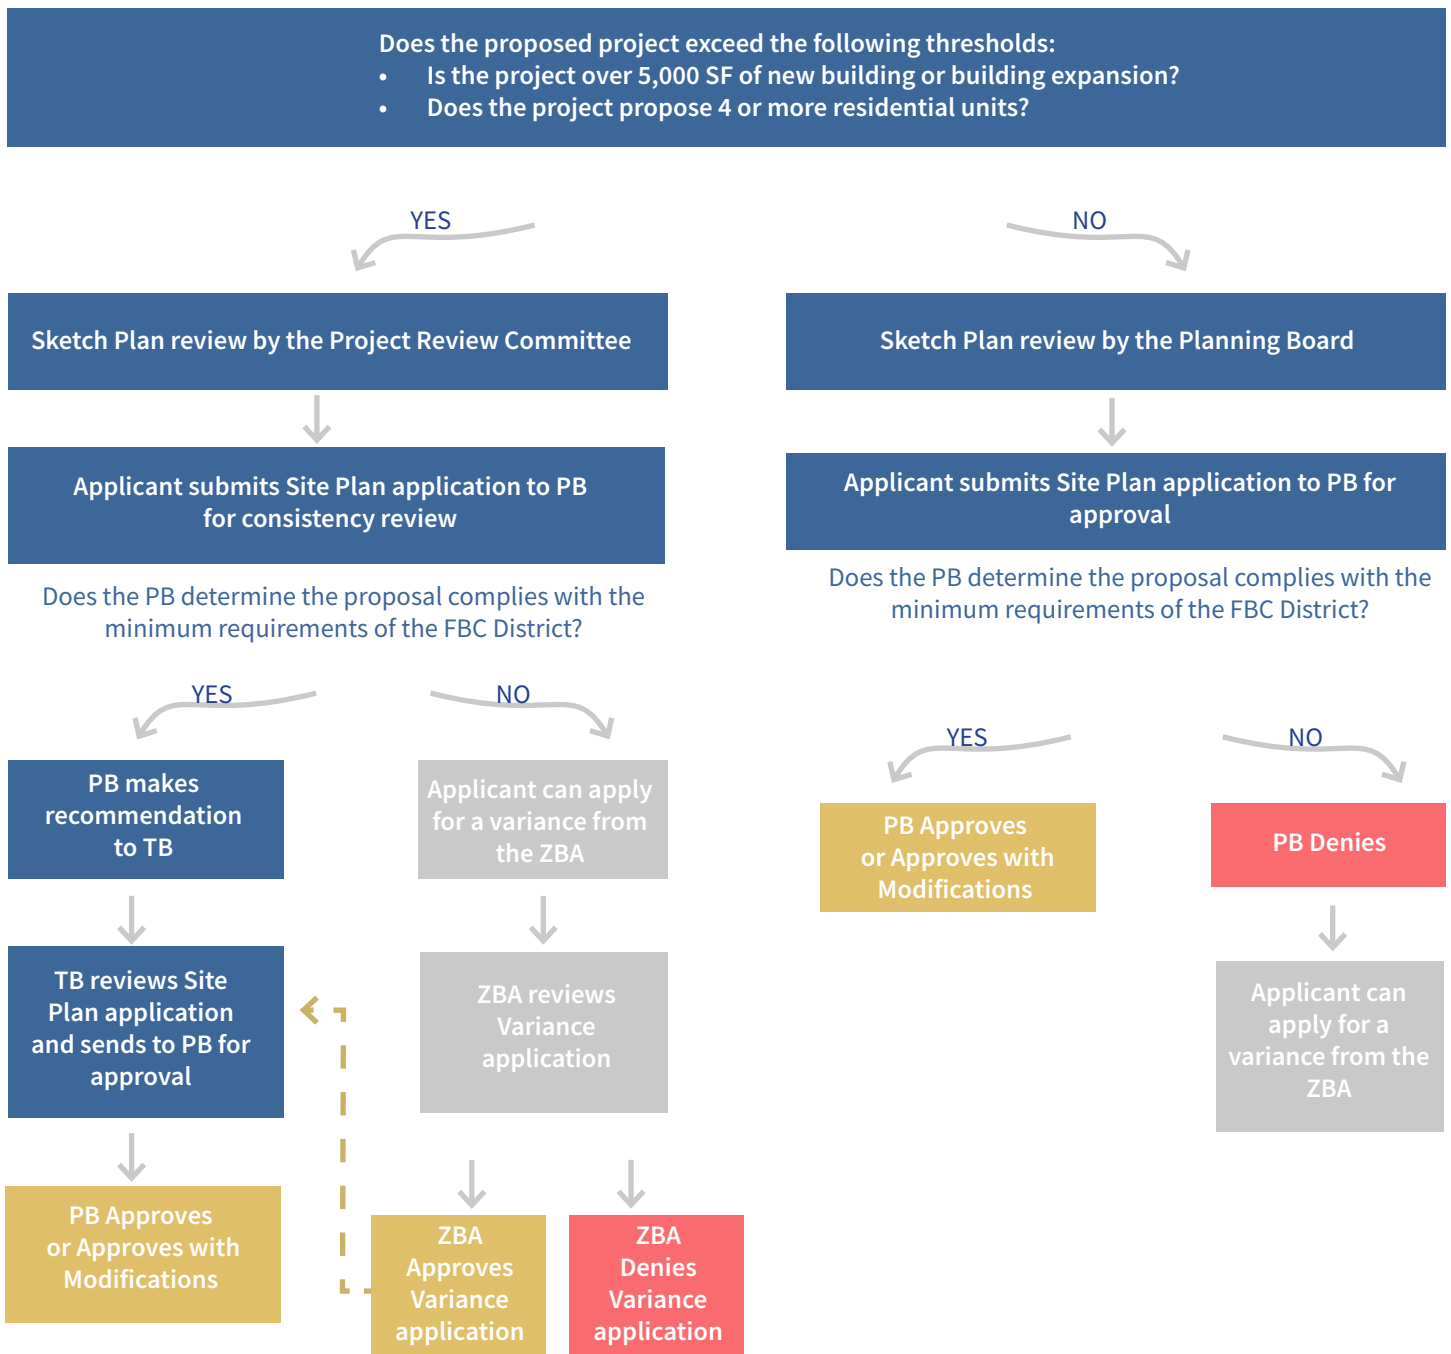 Does the proposed project exceed the following thresholds:
• Is the project over 5,000 SF of new building or building expansion?
• Does the project propose 4 or more residential units?
YES
NO
Sketch Plan review by the Project Review Committee
Sketch Plan review by the Planning Board
Applicant submits Site Plan application to PB
for consistency review
Applicant submits Site Plan application to PB for
approval
Does the PB determine the proposal complies with the
minimum requirements of the FBC District?
Does the PB determine the proposal complies with the
minimum requirements of the FBC District?
YES
NO
YES
NO
PB makes
recommendation
to TB
Applicant can apply
for a variance from
the ZBA
PB Approves
or Approves with
Modifications
PB Denies
TB reviews Site
Plan application
and sends to PB for
approval
ZBA reviews
Variance
application
Applicant can
apply for a
variance from the
ZBA
PB Approves
or Approves with
Modifications
ZBA
Approves
Variance
application
ZBA
Denies
Variance
application